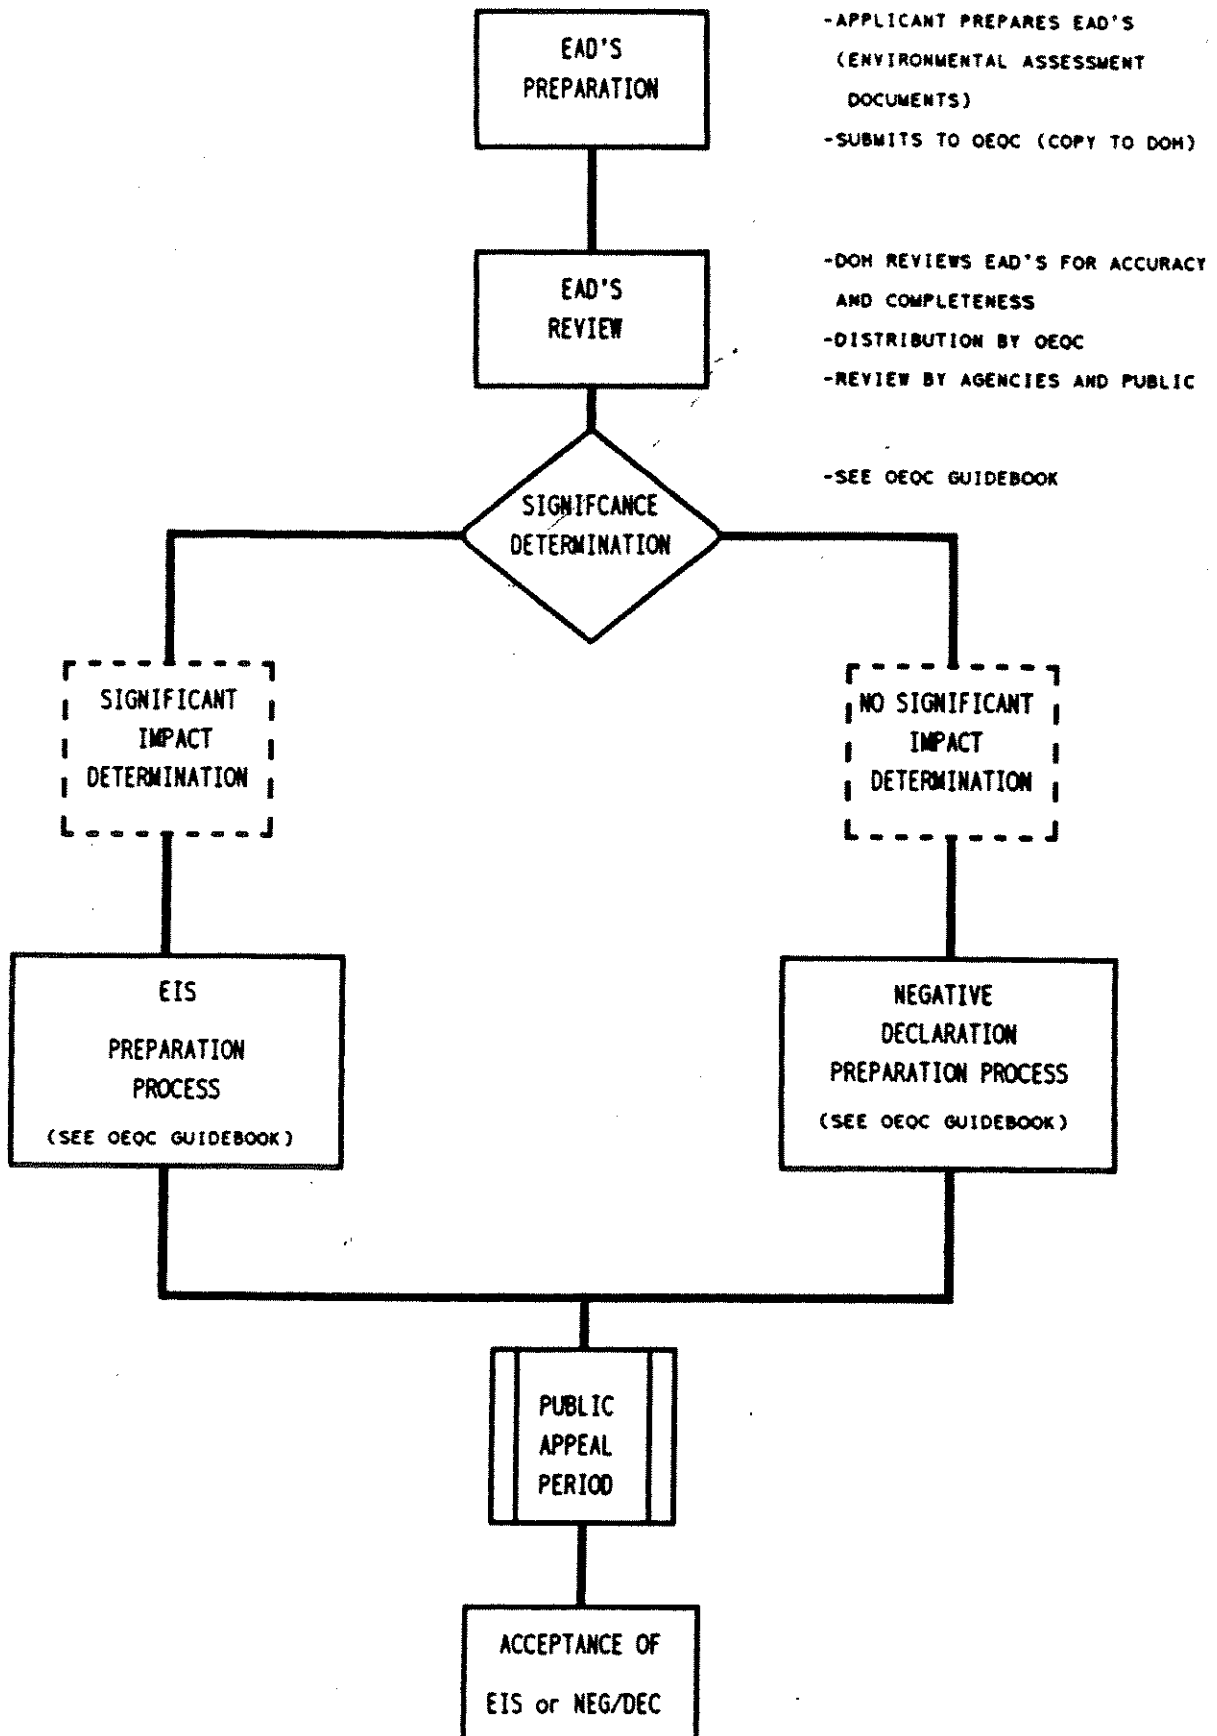 EAD'S
PREPARATION
-APPLICANT PREPARES EAD'S
(ENVIRONMENTAL ASSESSMENT
DOCUMENTS)
-SUBMITS TO OEQC (COPY TO DOH)
EAD'S
REVIEW
-DOH REVIEWS EAD'S FOR ACCURACY
AND COMPLETENESS
-DISTRIBUTION BY OEQC
-REVIEW BY AGENCIES AND PUBLIC
SIGNIFCANCE
DETERMINATION
-SEE OEQC GUIDEBOOK
SIGNIFICANT
IMPACT
DETERMINATION
NO SIGNIFICANT
IMPACT
DETERMINATION
EIS
PREPARATION
PROCESS
(SEE OEQC GUIDEBOOK)
NEGATIVE
DECLARATION
PREPARATION PROCESS
(SEE OEQC GUIDEBOOK)
PUBLIC
APPEAL
PERIOD
ACCEPTANCE OF
EIS or NEG/DEC